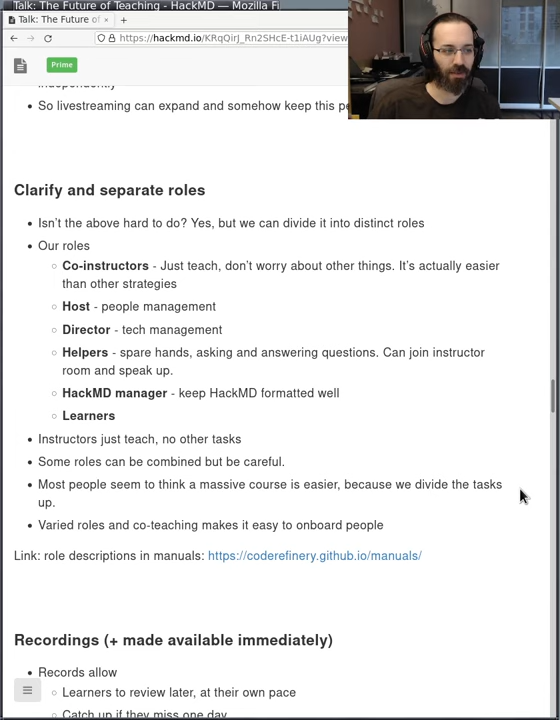 Talk: The Future of Teaching - HackMD — Mozilla Fi
Talk: The Future of
https://hackmd.io/KRqQirJ_Rn2SHcE-t1iAUg?view
Prime
independently
So livestreaming can expand and somehow keep this pe
Clarify and separate roles
Isn't the above hard to do? Yes, but we can divide it into distinct roles
Our roles
Co-instructors - Just teach, don't worry about other things. It's actually easier
than other strategies
Host - people management
Director - tech management
Helpers - spare hands, asking and answering questions. Can join instructor
room and speak up.
HackMD manager - keep HackMD formatted well
Learners
Instructors just teach, no other tasks
Some roles can be combined but be careful.
Most people seem to think a massive course is easier, because we divide the tasks
up.
Varied roles and co-teaching makes it easy to onboard people
Link: role descriptions in manuals: https://coderefinery.github.io/manuals/
Recordings (+ made available immediately)
Records allow
Learners to review later, at their own pace
Catch up if they miss one day